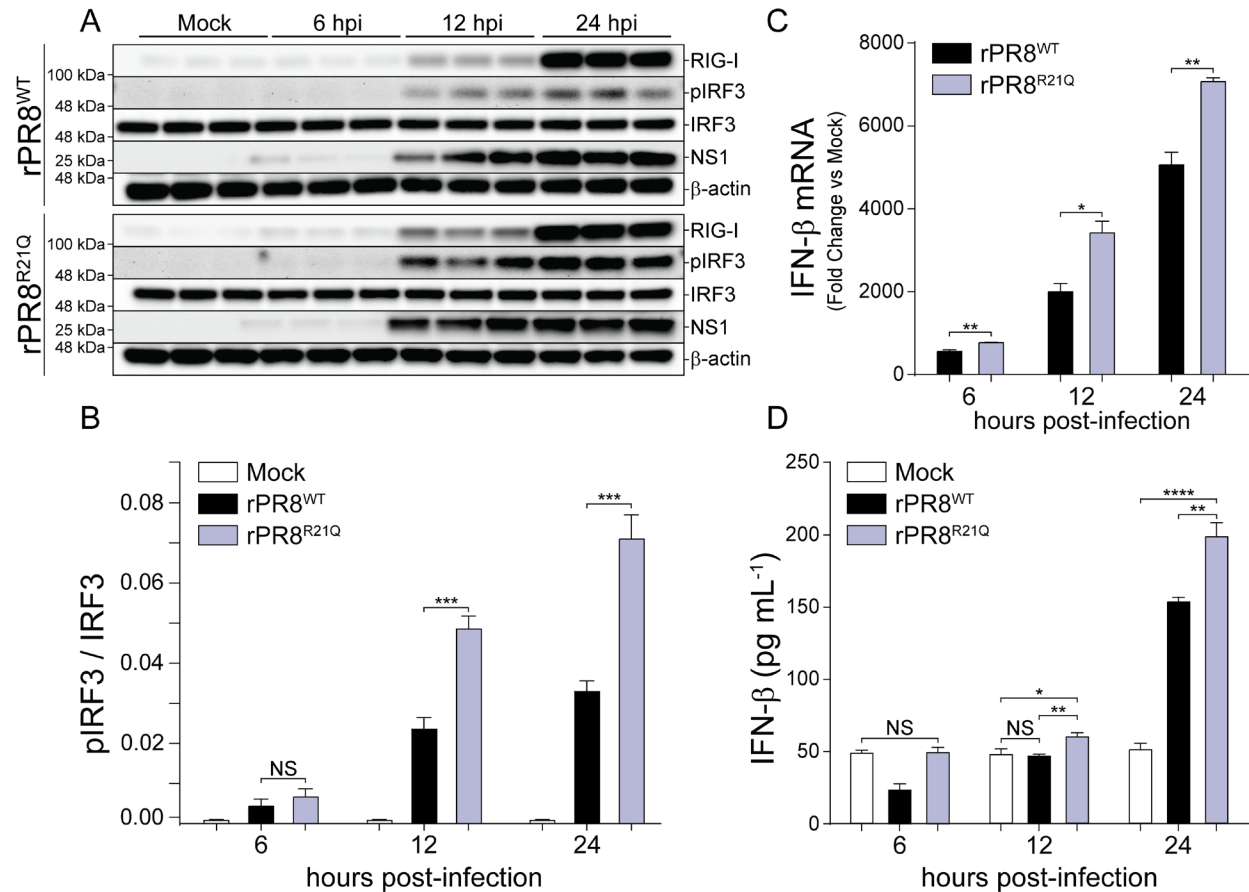 A
Mock 6 hpi 12 hpi 24 hpi
rPR8WT
RIG-I
100 kDa
pIRF3
48 kDa
IRF3
48 kDa
25 kDa
NS1
48 kDa
β-actin
rPR8R21Q
RIG-I
100 kDa
pIRF3
48 kDa
IRF3
48 kDa
25 kDa
NS1
48 kDa
β-actin
B
Mock
rPR8WT
rPR8R21Q
pIRF3 / IRF3
0.08
0.06
0.04
0.02
0.00
NS
***
***
6 12 24
hours post-infection
C
rPR8WT
rPR8R21Q
IFN-β mRNA
(Fold Change vs Mock)
8000
6000
4000
2000
0
**
*
**
6 12 24
hours post-infection
D
Mock
rPR8WT
rPR8R21Q
IFN-β (pg mL-1)
250
200
150
100
50
0
NS
*
NS **
****
**
6 12 24
hours post-infection